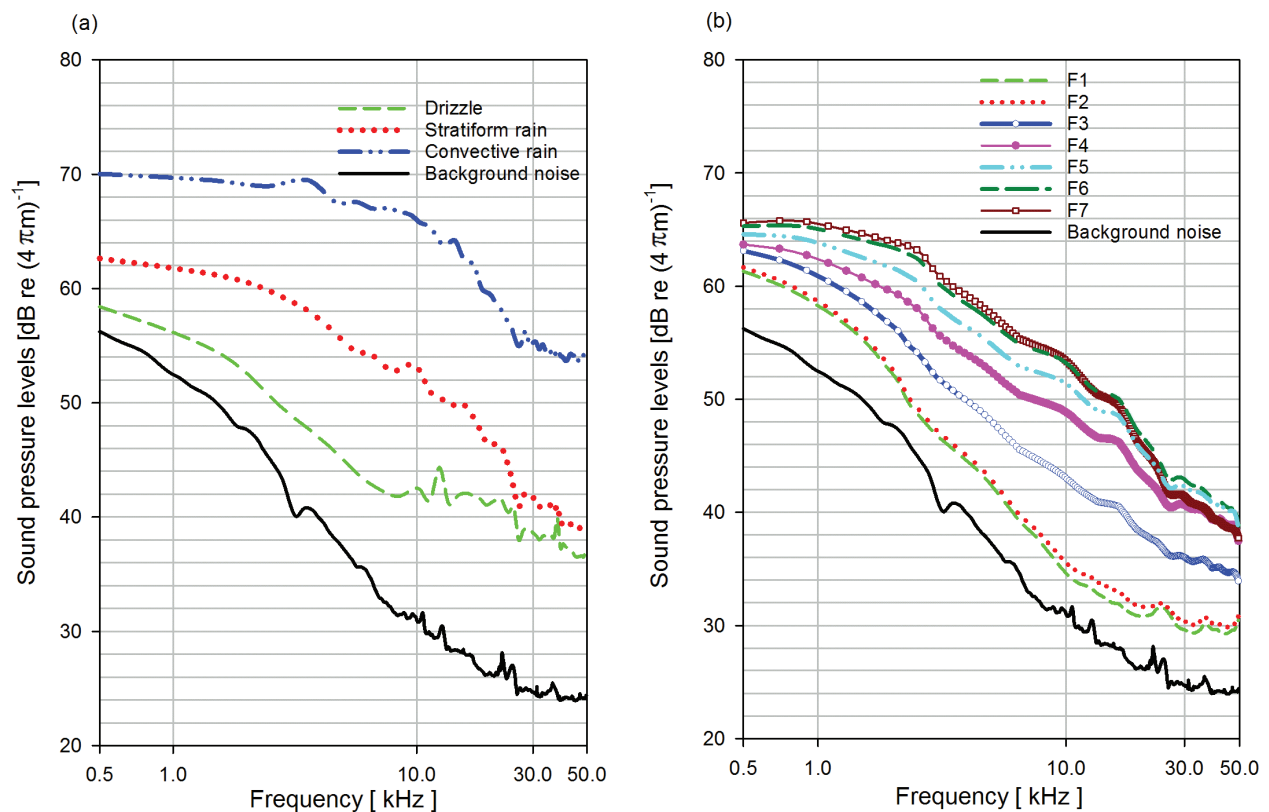 (a)
80
70
60
50
40
30
20
Sound pressure levels [dB re (4 πm)⁻¹
Drizzle
Stratiform rain
Convective rain
Background noise
0.5
1.0
10.0
30.0
50.0
Frequency [ kHz ]
(b)
80
70
60
50
40
30
20
Sound pressure levels [dB re (4 πm)⁻¹
F1
F2
F3
F4
F5
F6
F7
Background noise
0.5
1.0
10.0
30.0
50.0
Frequency [ kHz ]